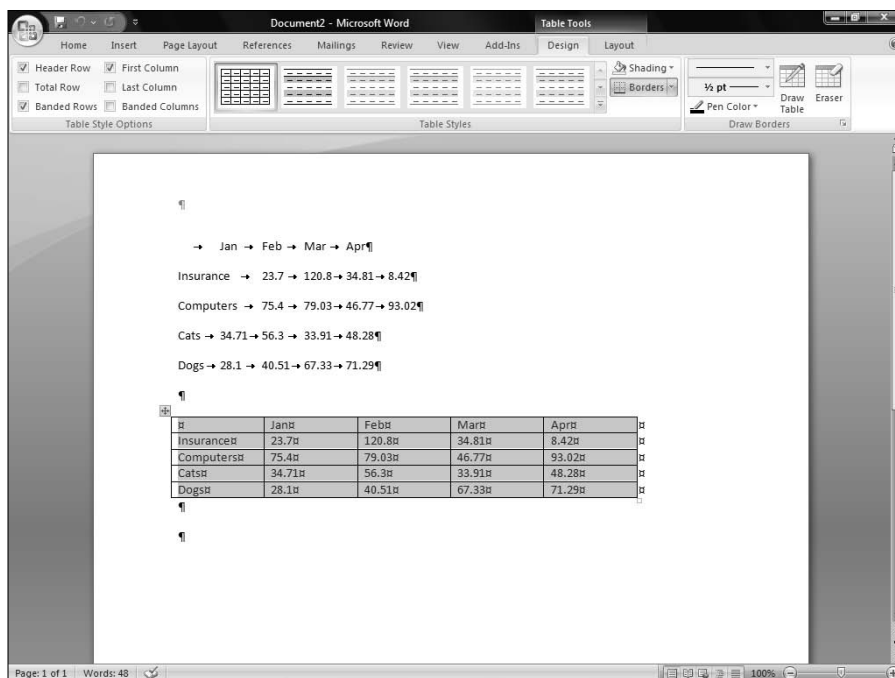 Document2 - Microsoft Word Table Tools
Home Insert Page Layout References Mailings Review View Add-Ins Design Layout
Header Row First Column Shading
Total Row Last Column Borders ½ pt
Banded Rows Banded Columns Pen Color Draw Table Eraser
Table Style Options Table Styles Draw Borders
¶
→ Jan → Feb → Mar → Apr¶
Insurance → 23.7 → 120.8→34.81→8.42¶
Computers → 75.4 → 79.03→46.77→93.02¶
Cats → 34.71→56.3 → 33.91→48.28¶
Dogs→28.1 → 40.51→67.33→71.29¶
¶
¤ Jan¤ Feb¤ Mar¤ Apr¤ ¤
Insurance¤ 23.7¤ 120.8¤ 34.81¤ 8.42¤ ¤
Computers¤ 75.4¤ 79.03¤ 46.77¤ 93.02¤ ¤
Cats¤ 34.71¤ 56.3¤ 33.91¤ 48.28¤ ¤
Dogs¤ 28.1¤ 40.51¤ 67.33¤ 71.29¤ ¤
¶
¶
Page: 1 of 1 Words: 48 100%